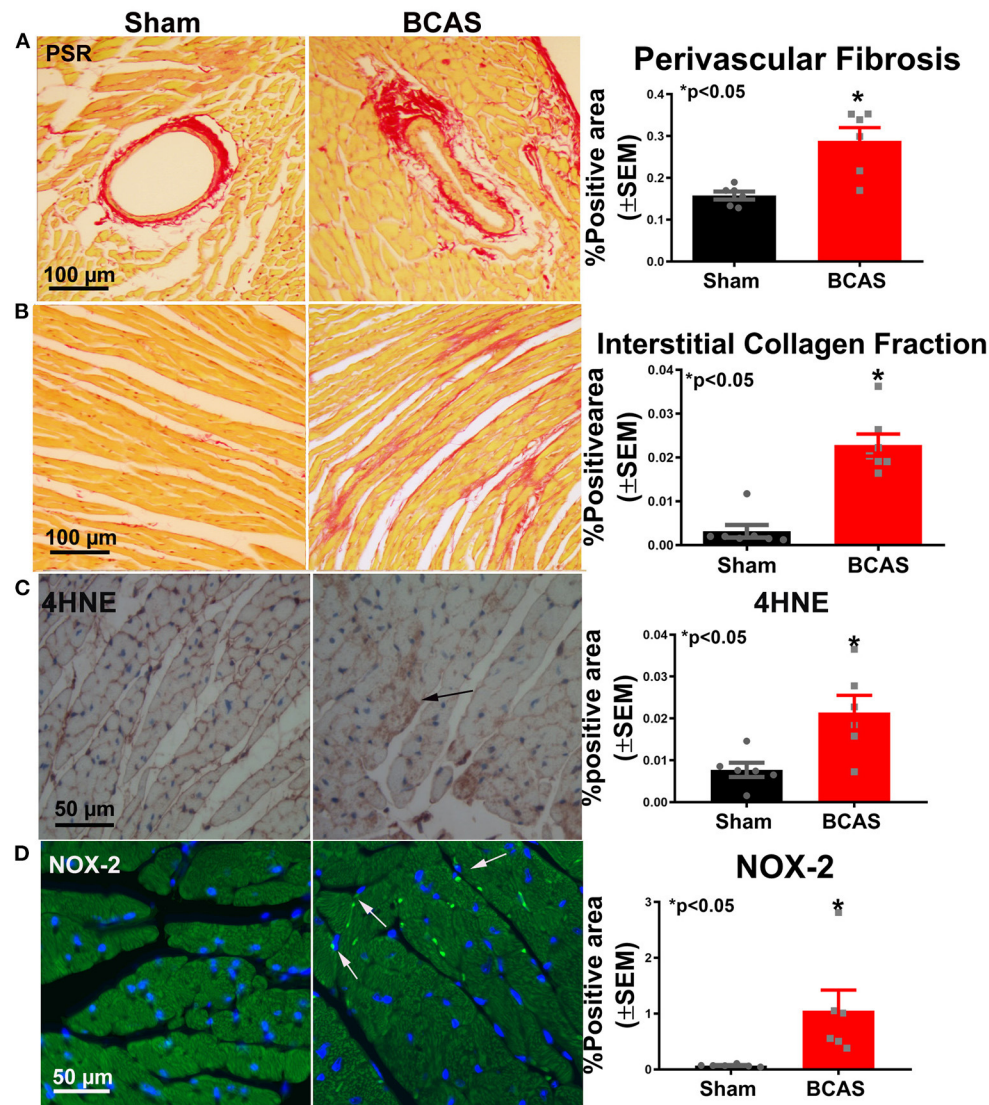 Sham
BCAS
A
PSR
100 µm
Perivascular Fibrosis
*p<0.05
*
%Positive area
(±SEM)
0.4
0.3
0.2
0.1
0.0
Sham
BCAS
B
100 µm
Interstitial Collagen Fraction
*p<0.05
*
%Positivearea
(±SEM)
0.04
0.03
0.02
0.01
0.00
Sham
BCAS
C
4HNE
50 µm
4HNE
*p<0.05
*
%positive area
(±SEM)
0.04
0.03
0.02
0.01
0.00
Sham
BCAS
D
NOX-2
50 µm
NOX-2
*p<0.05
*
%Positive area
(±SEM)
3
2
1
0
Sham
BCAS